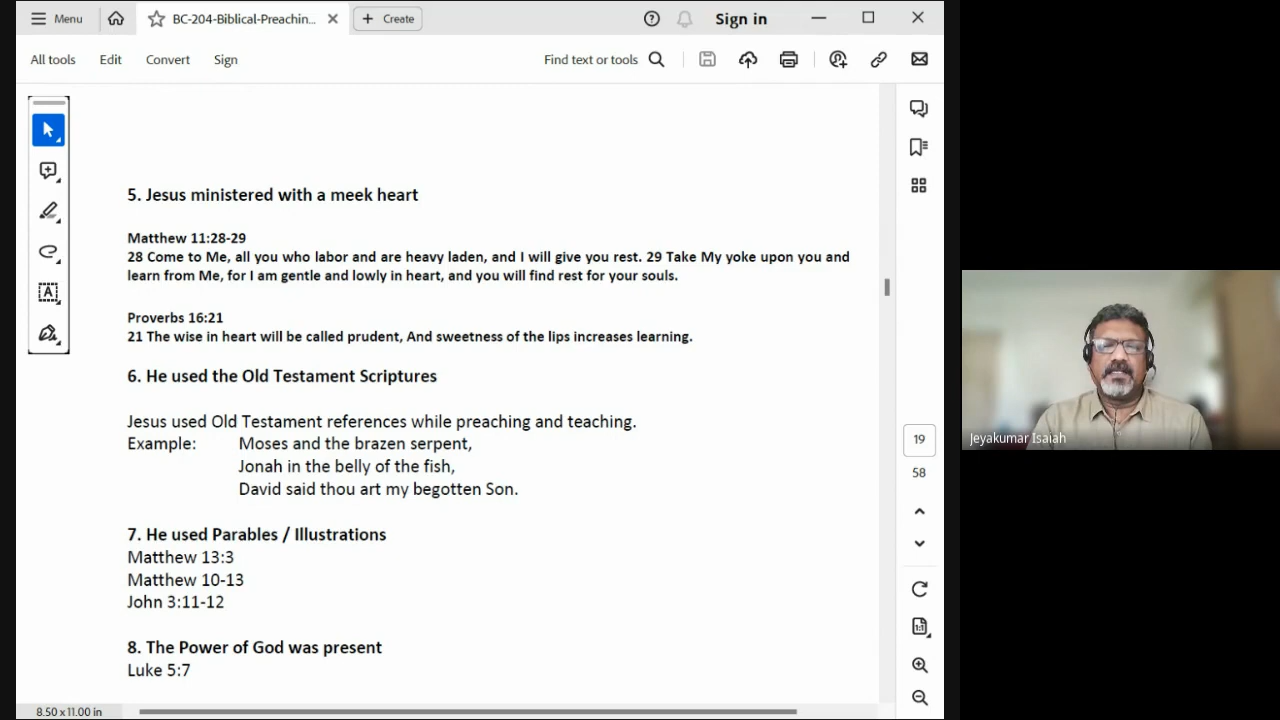 Menu
BC-204-Biblical-Preachin...
Create
Sign in
All tools
Edit
Convert
Sign
Find text or tools
5. Jesus ministered with a meek heart
Matthew 11:28-29
28 Come to Me, all you who labor and are heavy laden, and I will give you rest. 29 Take My yoke upon you and
learn from Me, for I am gentle and lowly in heart, and you will find rest for your souls.
Proverbs 16:21
21 The wise in heart will be called prudent, And sweetness of the lips increases learning.
6. He used the Old Testament Scriptures
Jesus used Old Testament references while preaching and teaching.
Example: Moses and the brazen serpent,
Jonah in the belly of the fish,
David said thou art my begotten Son.
7. He used Parables / Illustrations
Matthew 13:3
Matthew 10-13
John 3:11-12
8. The Power of God was present
Luke 5:7
19
58
8.50 x 11.00 in
Jeyakumar Isaiah